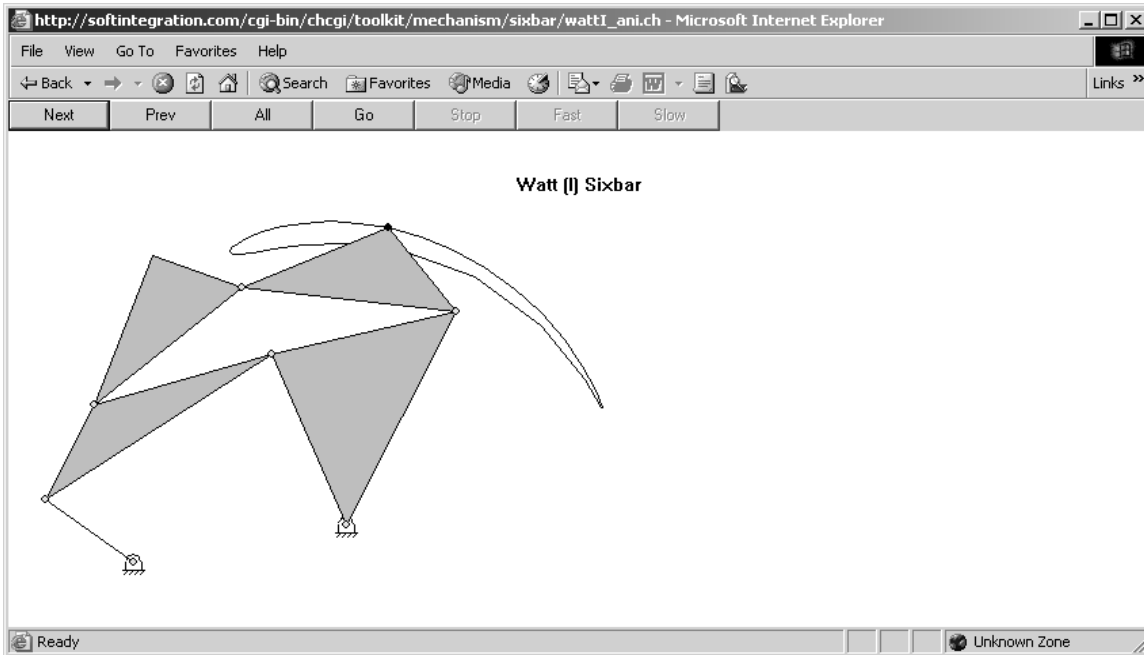 http://softintegration.com/cgi-bin/chcgi/toolkit/mechanism/sixbar/wattI_ani.ch - Microsoft Internet Explorer
File View Go To Favorites Help
Back Search Favorites Media Links »
Next Prev All Go Stop Fast Slow
Watt (I) Sixbar
Ready Unknown Zone